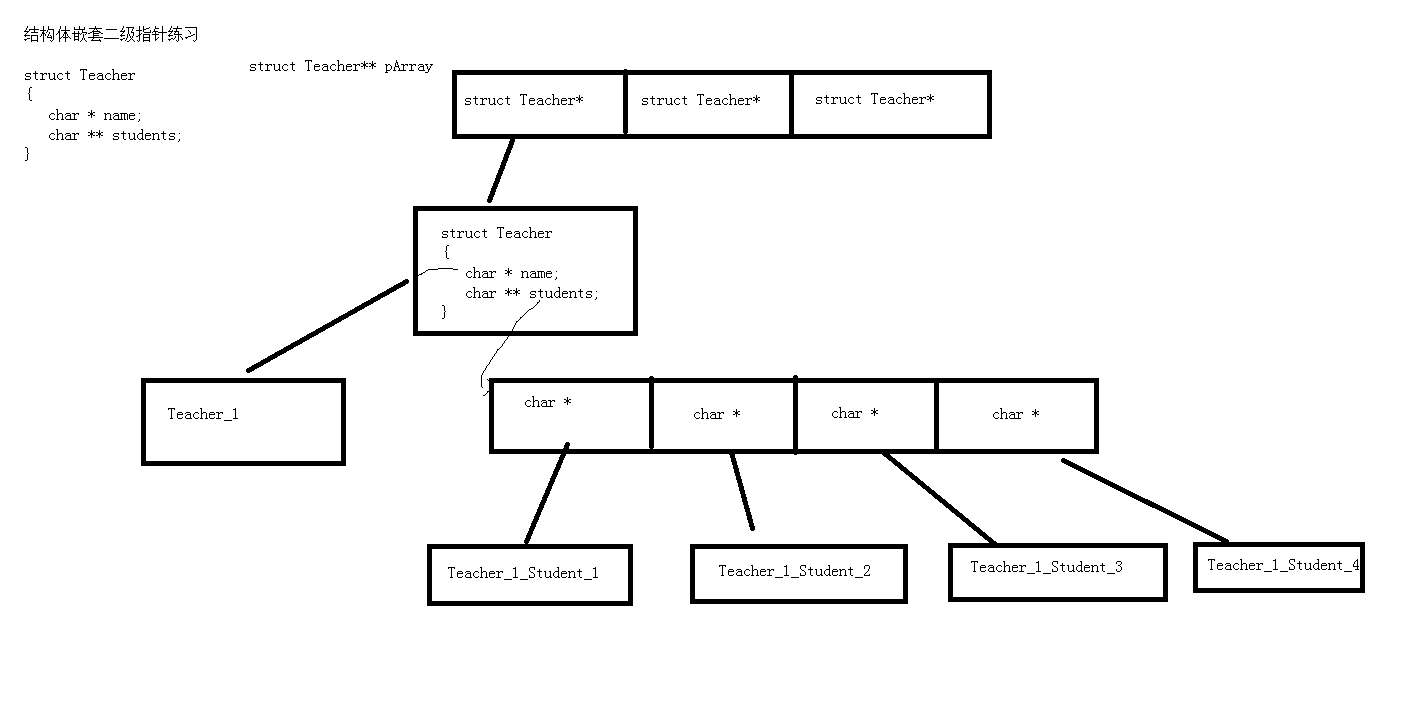 结构体嵌套二级指针练习
struct Teacher
{
char * name;
char ** students;
}
struct Teacher** pArray
struct Teacher*
struct Teacher*
struct Teacher*
struct Teacher
{
char * name;
char ** students;
}
Teacher_1
char *
char *
char *
char *
Teacher_1_Student_1
Teacher_1_Student_2
Teacher_1_Student_3
Teacher_1_Student_4